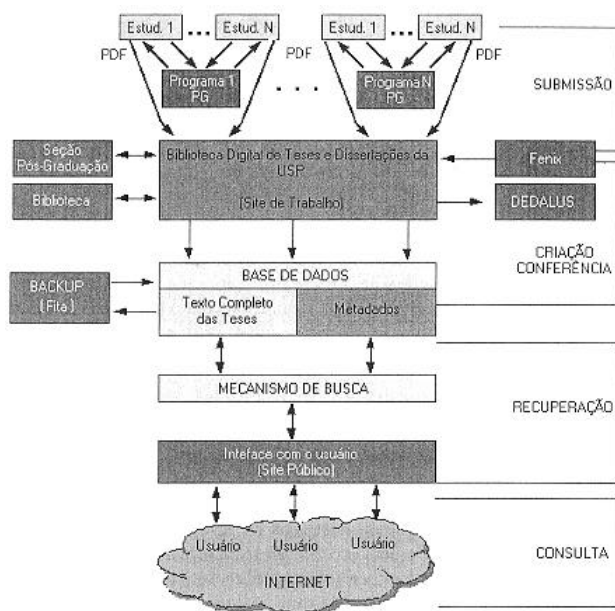 Estud. 1 ... Estud. N Estud. 1 ... Estud. N
PDF PDF PDF
Programa 1
PG
. . .
Programa N
PG
SUBMISSÃO
Seção
Pós-Graduação
Biblioteca Digital de Teses e Dissertações da
USP
(Site de Trabalho)
Fenix
Biblioteca
DEDALUS
CRIAÇÃO
CONFERÊNCIA
BACKUP
(Fita)
BASE DE DADOS
Texto Completo
das Teses
Metadados
MECANISMO DE BUSCA
RECUPERAÇÃO
Inteface com o usuário
(Site Público)
Usuário Usuário Usuário
INTERNET
CONSULTA